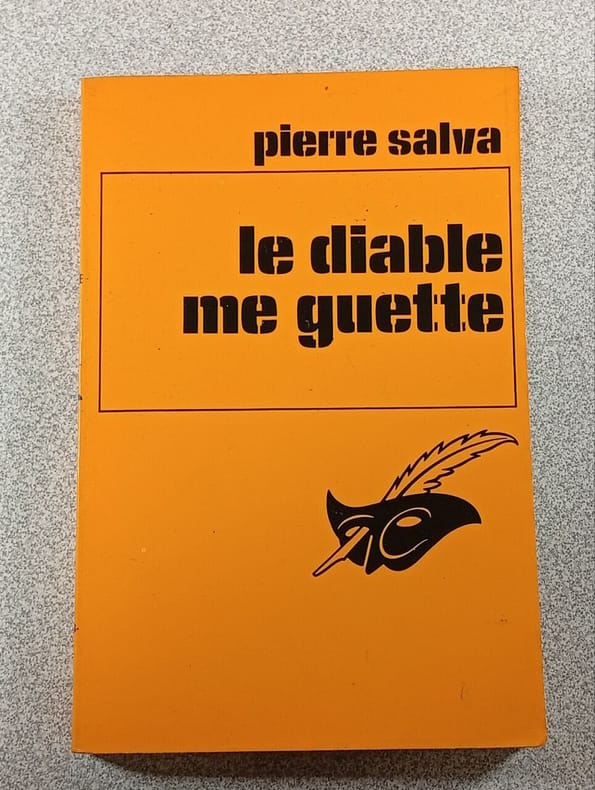 pierre salva
le diable
me guette